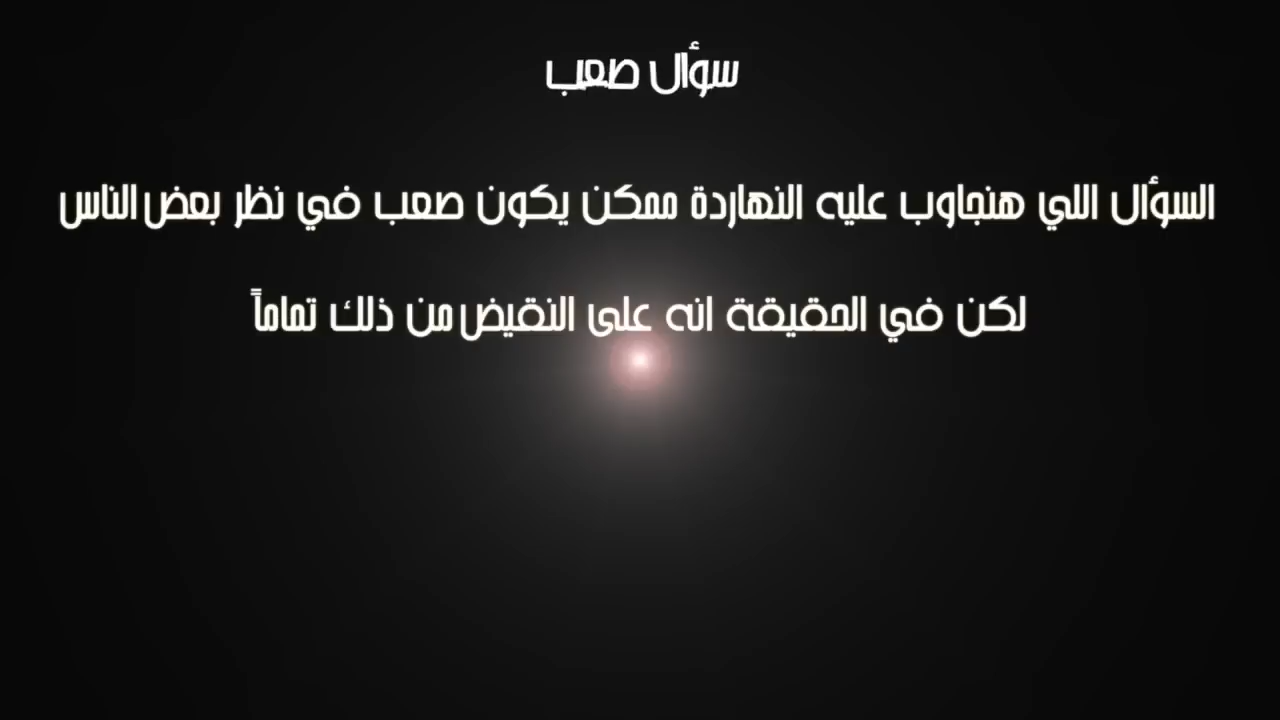 سؤال صعب
السؤال اللي هنجاوب عليه النهاردة ممكن يكون صعب في نظر بعض الناس
لكن في الحقيقة انه على النقيض من ذلك تماماً